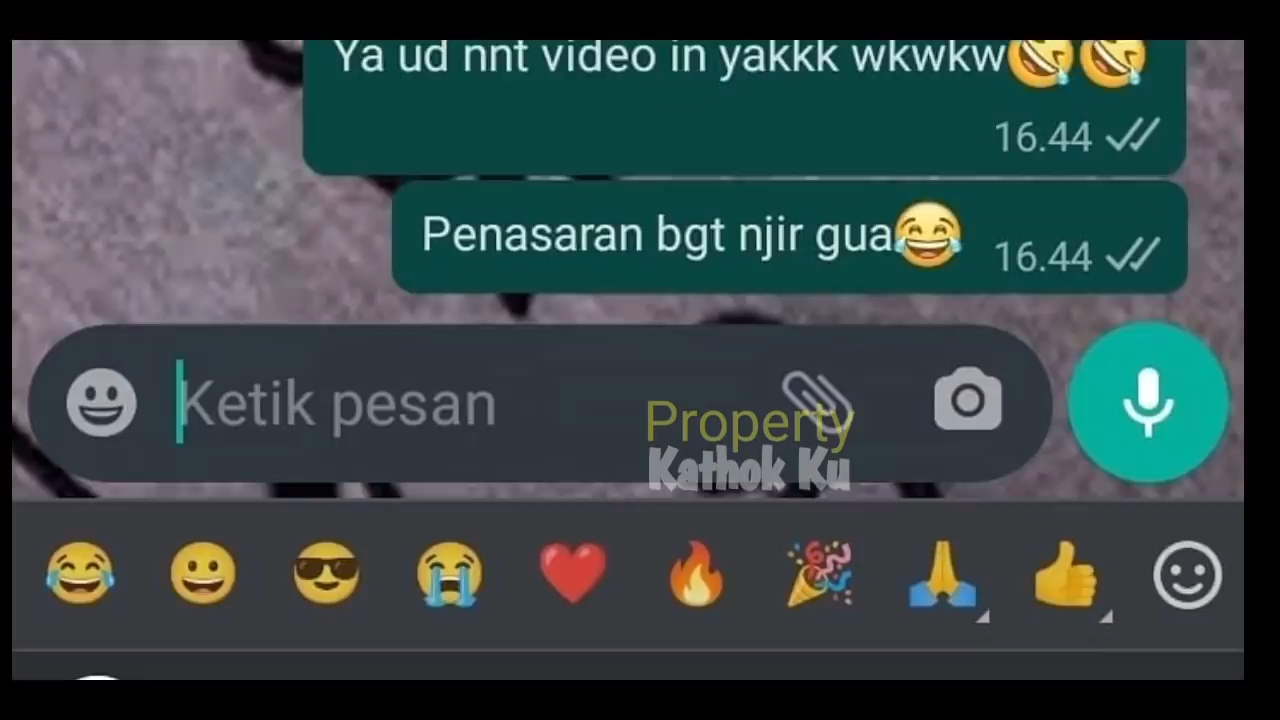 Ya ud nnt video in yakkk wkwkw🤣🤣
16.44
Penasaran bgt njir gua😂 16.44
Ketik pesan
Property
Kathok Ku